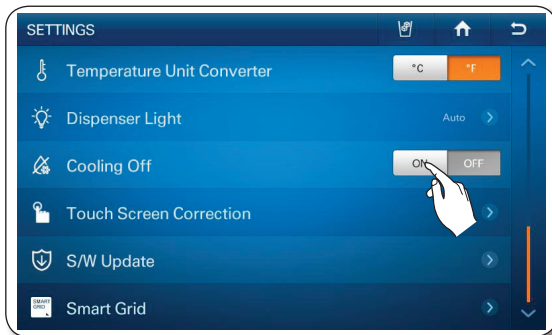 SETTINGS
Temperature Unit Converter °C °F
Dispenser Light Auto
Cooling Off ON OFF
Touch Screen Correction
S/W Update
SMART GRID Smart Grid